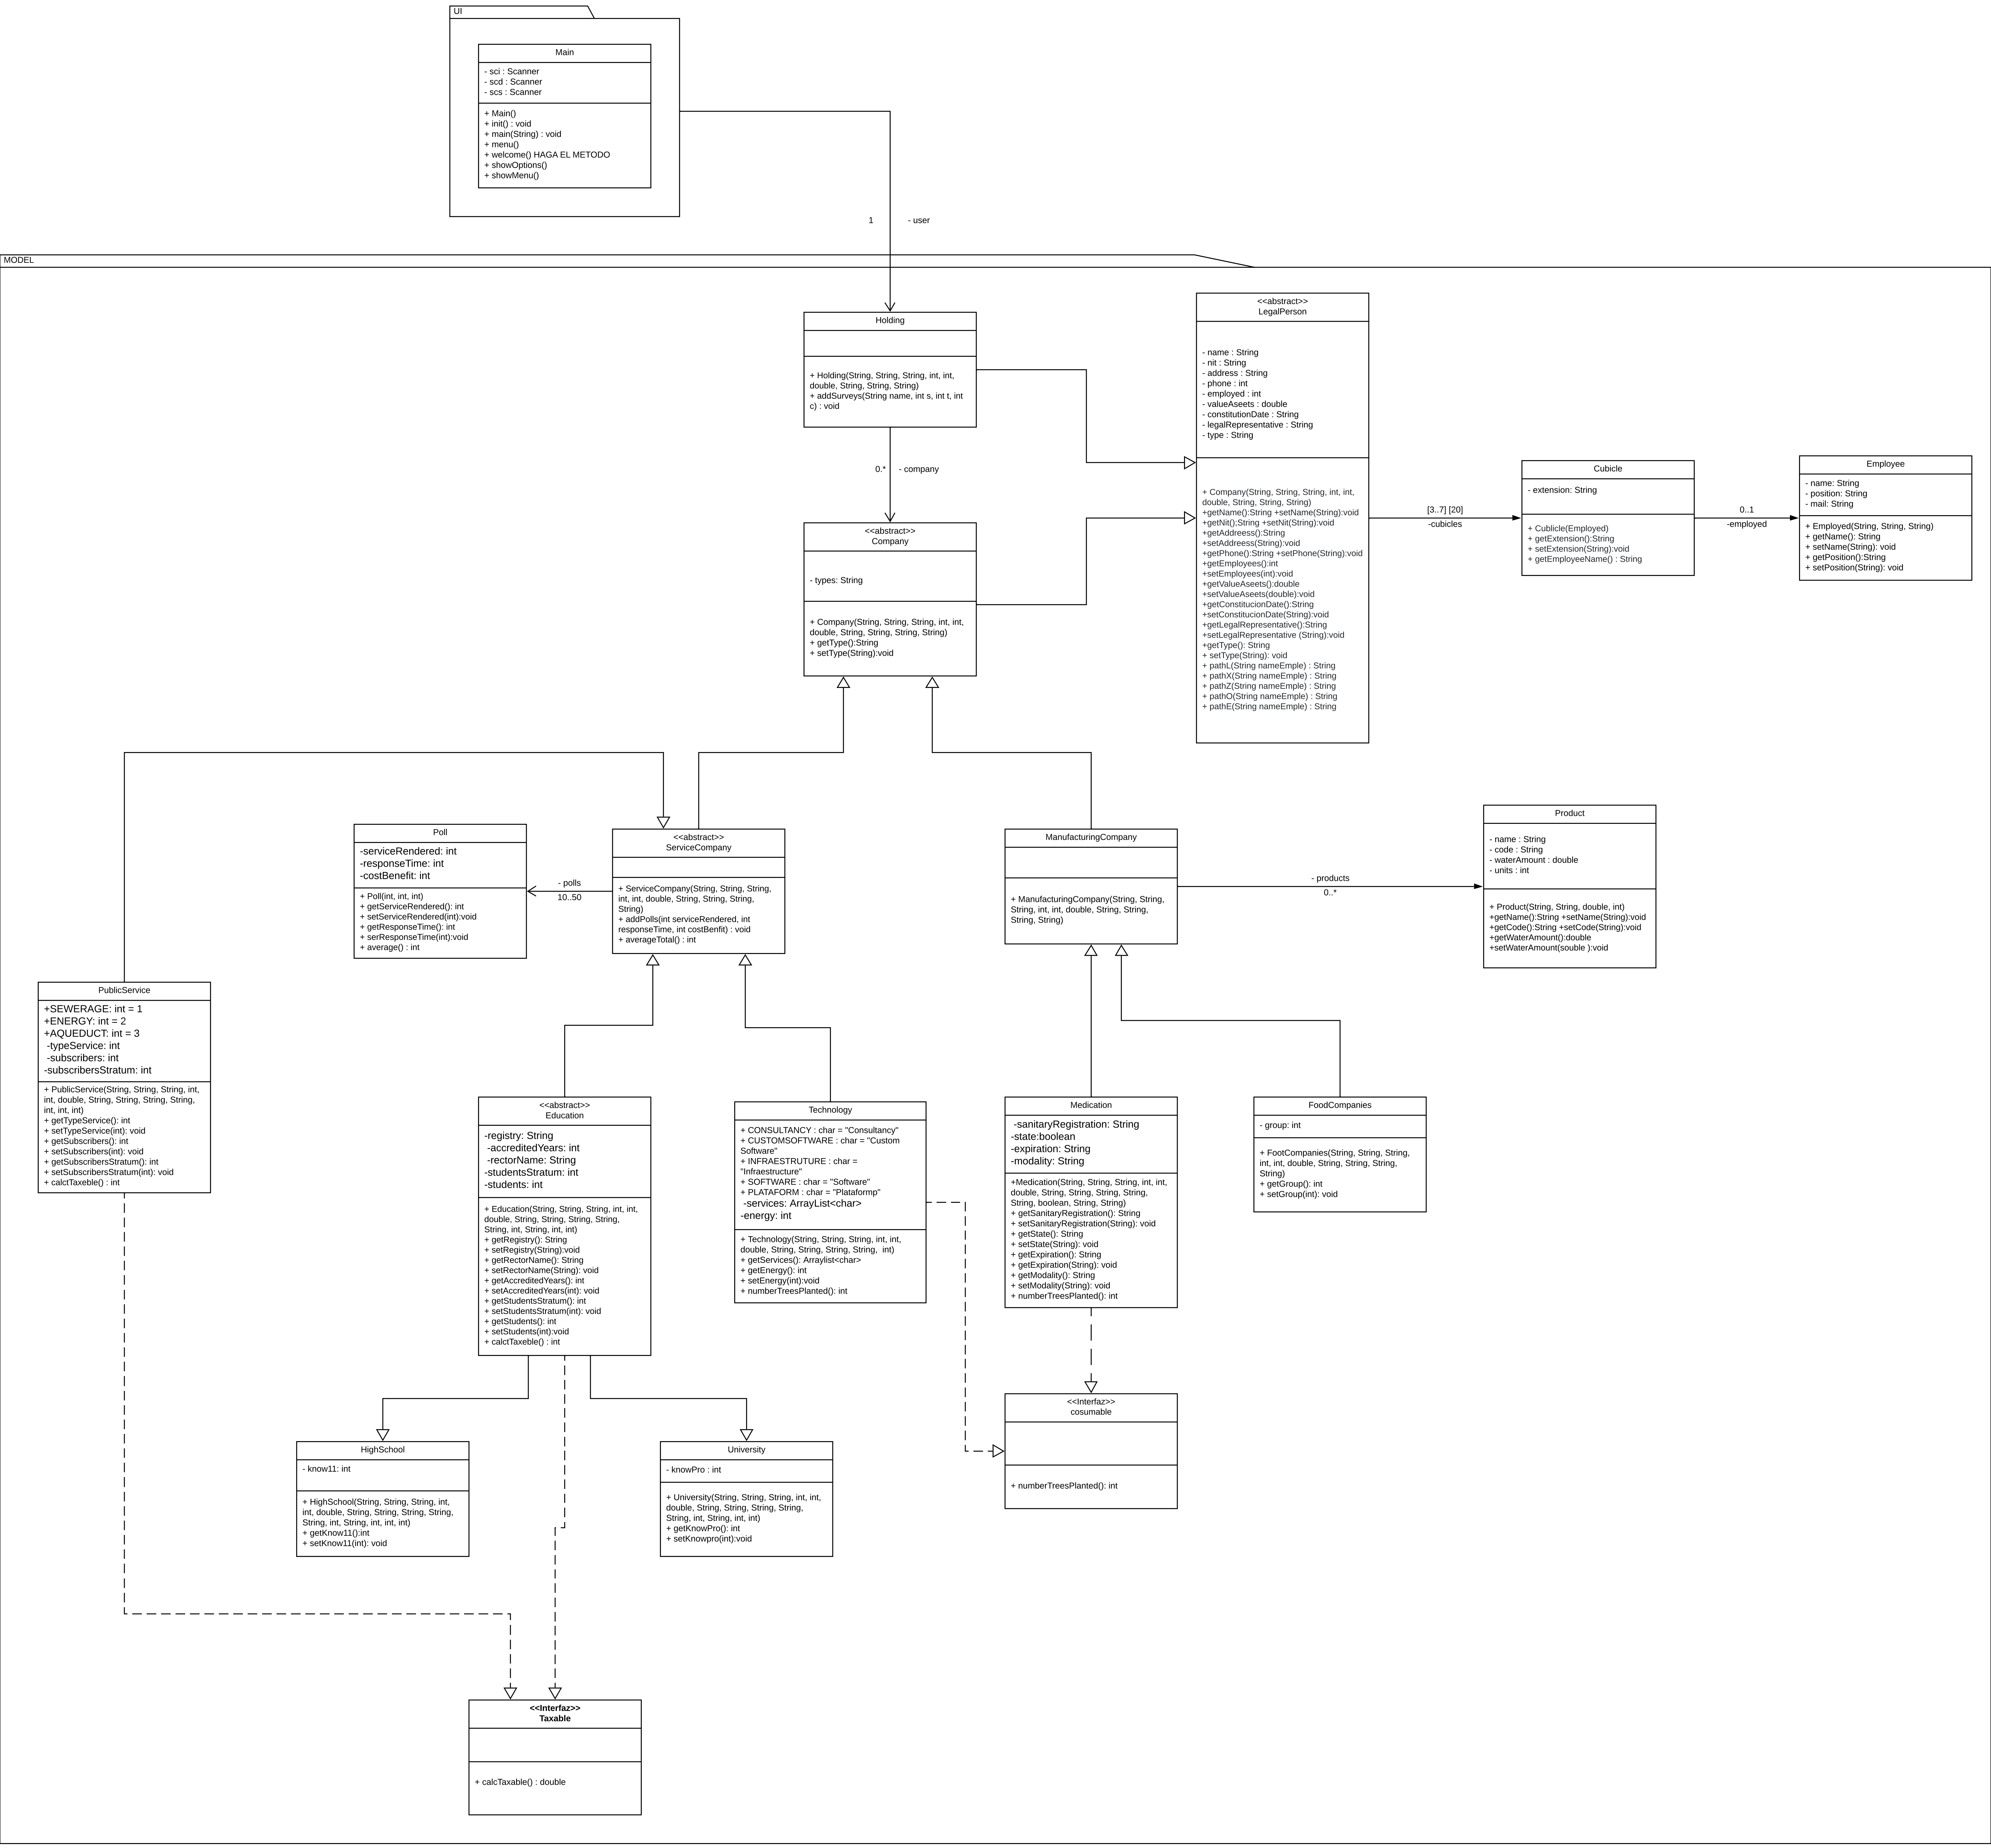 UI
Main
- sci : Scanner
- scd : Scanner
- scs : Scanner
+ Main()
+ init() : void
+ main(String) : void
+ menu()
+ welcome() HAGA EL METODO
+ showOptions()
+ showMenu()
1
- user
MODEL
Holding
+ Holding(String, String, String, int, int,
double, String, String, String)
+ addSurveys(String name, int s, int t, int
c) : void
0.*
- company
<<abstract>>
LegalPerson
- name : String
- nit : String
- address : String
- phone : int
- employed : int
- valueAseets : double
- constitutionDate : String
- legalRepresentative : String
- type : String
+ Company(String, String, String, int, int,
double, String, String, String)
+getName():String +setName(String):void
+getNit();String +setNit(String):void
+getAddreess():String
+setAddreess(String):void
+getPhone():String +setPhone(String):void
+getEmployees():int
+setEmployees(int):void
+getValueAseets():double
+setValueAseets(double):void
+getConstitucionDate():String
+setConstitucionDate(String):void
+getLegalRepresentative():String
+setLegalRepresentative (String):void
+getType(): String
+ setType(String): void
+ pathL(String nameEmple) : String
+ pathX(String nameEmple) : String
+ pathZ(String nameEmple) : String
+ pathO(String nameEmple) : String
+ pathE(String nameEmple) : String
[3..7] [20]
-cubicles
Cubicle
- extension: String
+ Cublicle(Employed)
+ getExtension():String
+ setExtension(String):void
+ getEmployeeName() : String
0..1
-employed
Employee
- name: String
- position: String
- mail: String
+ Employed(String, String, String)
+ getName(): String
+ setName(String): void
+ getPosition():String
+ setPosition(String): void
<<abstract>>
Company
- types: String
+ Company(String, String, String, int, int,
double, String, String, String, String)
+ getType():String
+ setType(String):void
Poll
-serviceRendered: int
-responseTime: int
-costBenefit: int
+ Poll(int, int, int)
+ getServiceRendered(): int
+ setServiceRendered(int):void
+ getResponseTime(): int
+ serResponseTime(int):void
+ average() : int
- polls
10..50
<<abstract>>
ServiceCompany
+ ServiceCompany(String, String, String,
int, int, double, String, String, String,
String)
+ addPolls(int serviceRendered, int
responseTime, int costBenfit) : void
+ averageTotal() : int
ManufacturingCompany
+ ManufacturingCompany(String, String,
String, int, int, double, String, String,
String, String)
- products
0..*
Product
- name : String
- code : String
- waterAmount : double
- units : int
+ Product(String, String, double, int)
+getName():String +setName(String):void
+getCode():String +setCode(String):void
+getWaterAmount():double
+setWaterAmount(souble ):void
PublicService
+SEWERAGE: int = 1
+ENERGY: int = 2
+AQUEDUCT: int = 3
-typeService: int
-subscribers: int
-subscribersStratum: int
+ PublicService(String, String, String, int,
int, double, String, String, String, String,
int, int, int)
+ getTypeService(): int
+ setTypeService(int): void
+ getSubscribers(): int
+ setSubscribers(int): void
+ getSubscribersStratum(): int
+ setSubscribersStratum(int): void
+ calctTaxeble() : int
<<abstract>>
Education
-registry: String
-accreditedYears: int
-rectorName: String
-studentsStratum: int
-students: int
+ Education(String, String, String, int, int,
double, String, String, String, String,
String, int, String, int, int)
+ getRegistry(): String
+ setRegistry(String):void
+ getRectorName(): String
+ setRectorName(String): void
+ getAccreditedYears(): int
+ setAccreditedYears(int): void
+ getStudentsStratum(): int
+ setStudentsStratum(int): void
+ getStudents(): int
+ setStudents(int):void
+ calctTaxeble() : int
Technology
+ CONSULTANCY : char = "Consultancy"
+ CUSTOMSOFTWARE : char = "Custom
Software"
+ INFRAESTRUTURE : char =
"Infraestructure"
+ SOFTWARE : char = "Software"
+ PLATAFORM : char = "Plataformp"
-services: ArrayList<char>
-energy: int
+ Technology(String, String, String, int, int,
double, String, String, String, String, int)
+ getServices(): Arraylist<char>
+ getEnergy(): int
+ setEnergy(int):void
+ numberTreesPlanted(): int
Medication
-sanitaryRegistration: String
-state:boolean
-expiration: String
-modality: String
+Medication(String, String, String, int, int,
double, String, String, String, String,
String, boolean, String, String)
+ getSanitaryRegistration(): String
+ setSanitaryRegistration(String): void
+ getState(): String
+ setState(String): void
+ getExpiration(): String
+ getExpiration(String): void
+ getModality(): String
+ setModality(String): void
+ numberTreesPlanted(): int
FoodCompanies
- group: int
+ FootCompanies(String, String, String,
int, int, double, String, String, String,
String)
+ getGroup(): int
+ setGroup(int): void
<<Interfaz>>
cosumable
+ numberTreesPlanted(): int
HighSchool
- know11: int
+ HighSchool(String, String, String, int,
int, double, String, String, String, String,
String, int, String, int, int, int)
+ getKnow11():int
+ setKnow11(int): void
University
- knowPro : int
+ University(String, String, String, int, int,
double, String, String, String, String,
String, int, String, int, int)
+ getKnowPro(): int
+ setKnowpro(int):void
<<Interfaz>>
Taxable
+ calcTaxable() : double